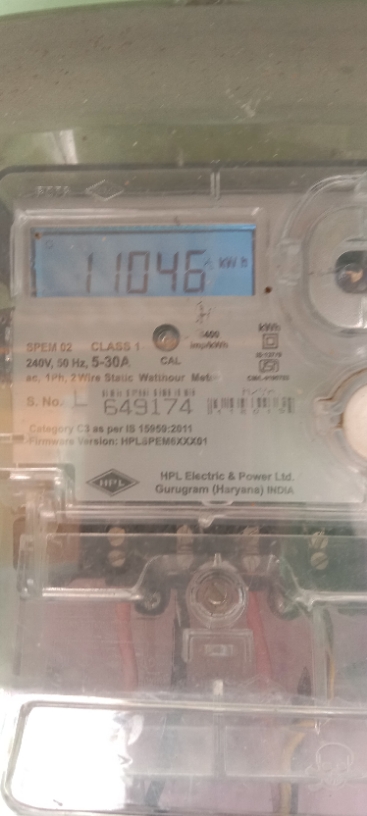 11046 kWh
SPEM 02 CLASS 1
240V, 50 Hz, 5-30A
CAL
imp/kWh
kWh
ac, 1Ph, 2 Wire Static Watthour
S. No. L 649174
Category C3 as per IS 15959:2011
Firmware Version: HPLSPEM6XXX01
HPL
HPL Electric & Power Ltd.
Gurugram (Haryana) INDIA